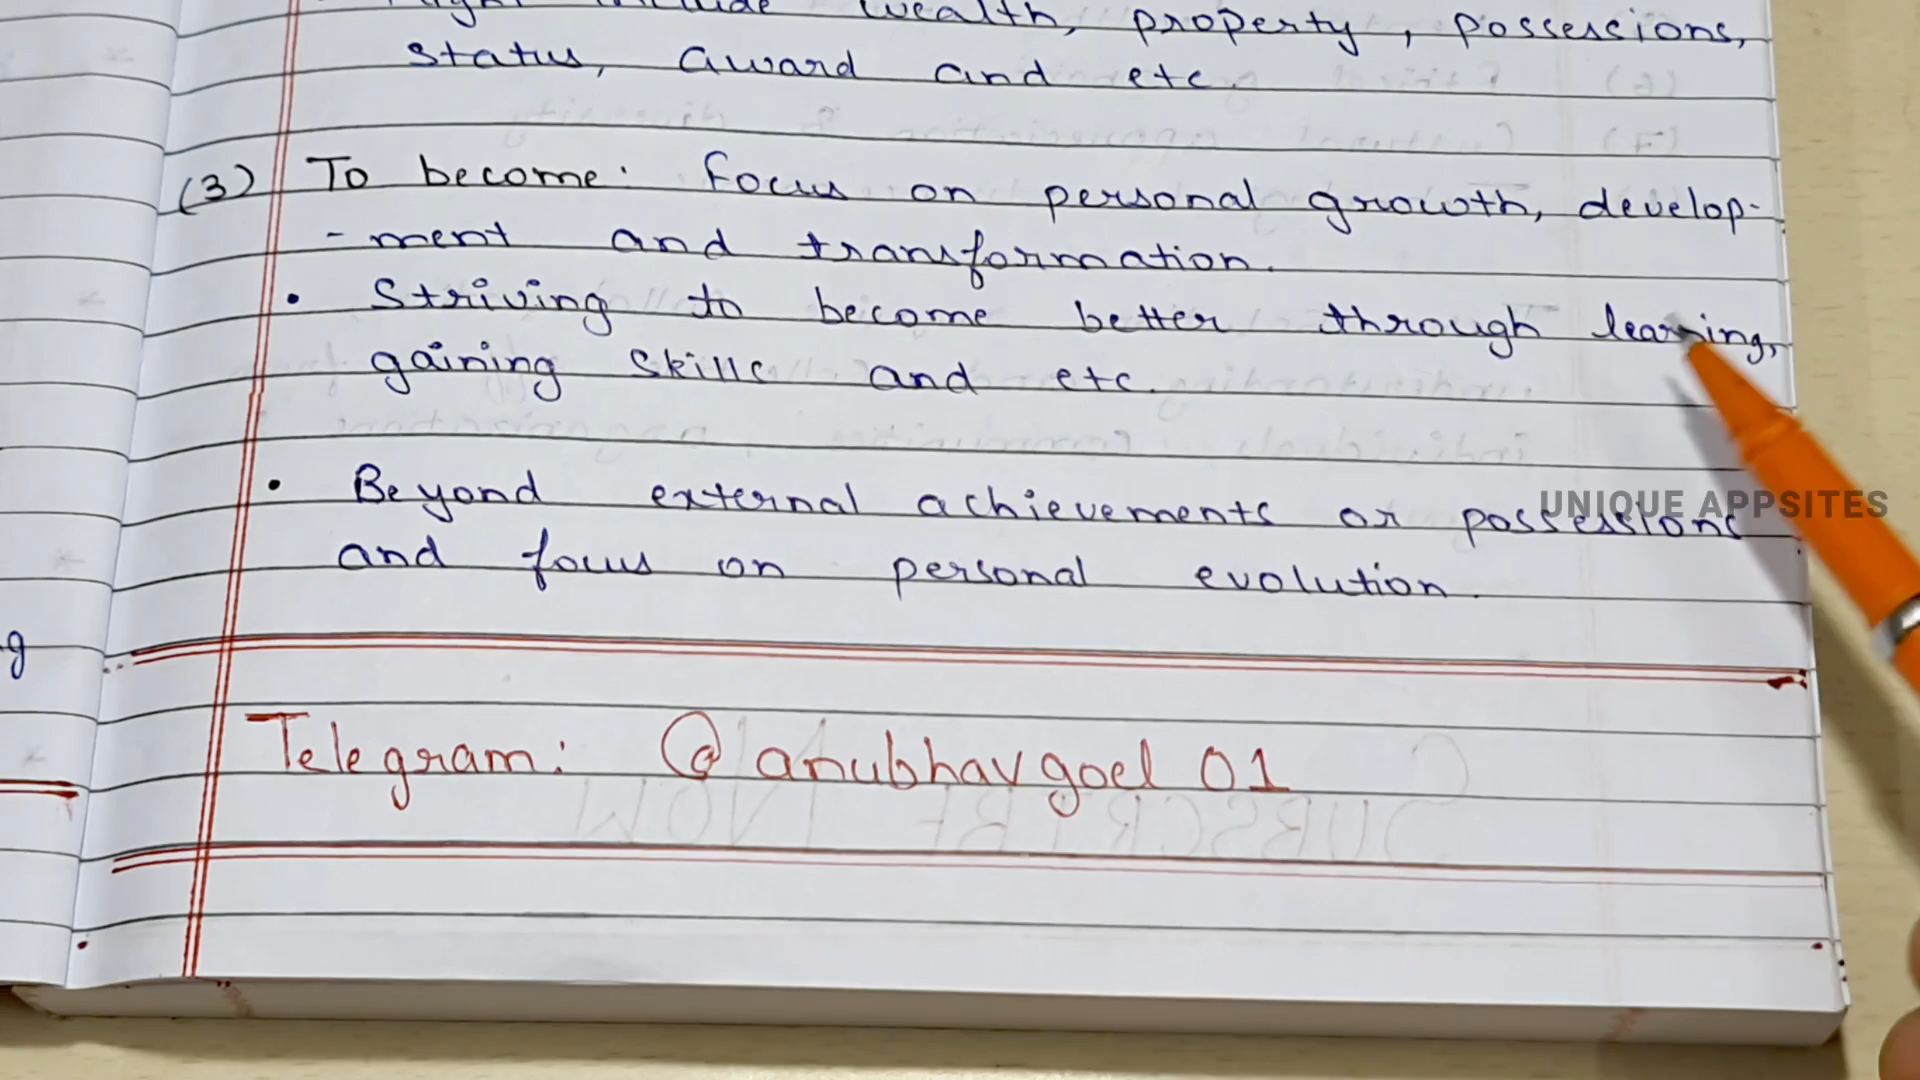 include wealth, property, possessions,
status, award and etc.
(3) To become: Focus on personal growth, develop-
-ment and transformation.
• Striving to become better through learning,
gaining skills and etc.
• Beyond external achievements or possessions
and focus on personal evolution.
UNIQUE APPSITES
Telegram: @anubhavgoel01